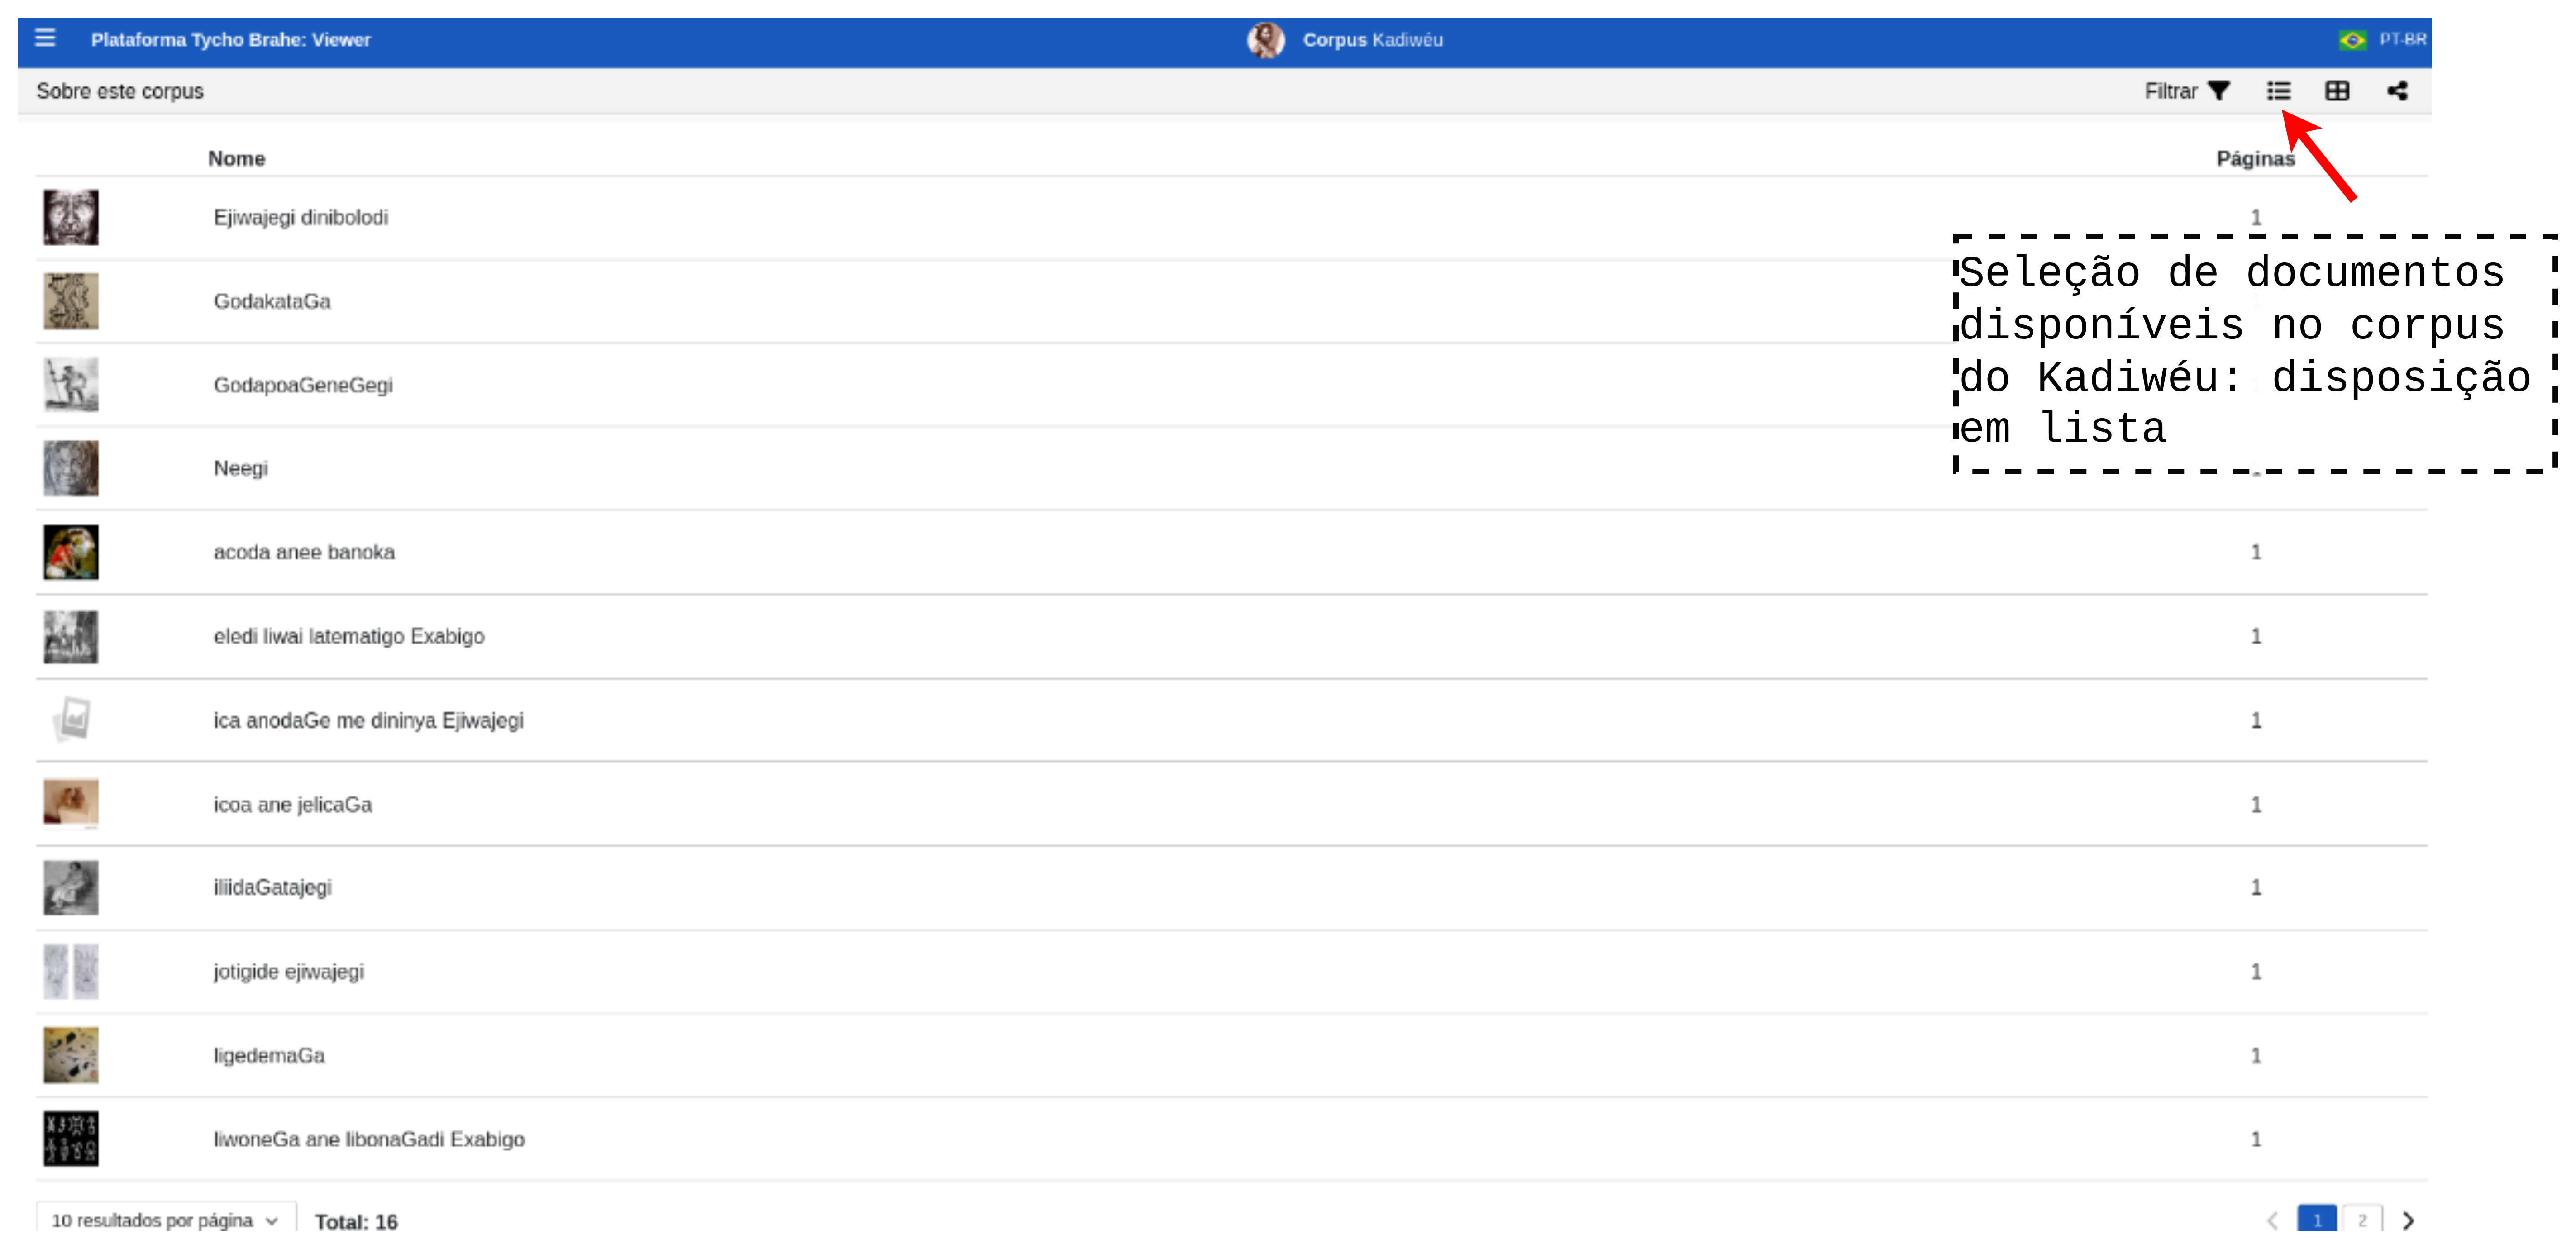 Plataforma Tycho Brahe: Viewer
Corpus Kadiwéu
PT-BR
Sobre este corpus
Filtrar
Nome
Páginas
Ejiwajegi dinibolodi
1
Seleção de documentos
disponíveis no corpus
do Kadiwéu: disposição
em lista
GodakataGa
GodapoaGeneGegi
Neegi
acoda anee banoka
1
eledi liwai latematigo Exabigo
1
ica anodaGe me dininya Ejiwajegi
1
icoa ane jelicaGa
1
iliidaGatajegi
1
jotigide ejiwajegi
1
ligedemaGa
1
liwoneGa ane libonaGadi Exabigo
1
10 resultados por página
Total: 16
1
2